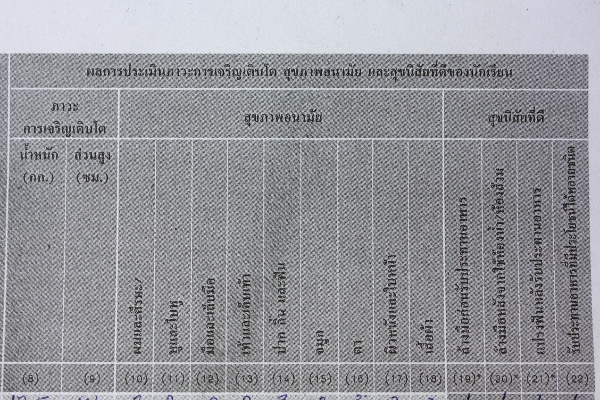 ผลการประเมินภาวะการเจริญเติบโต สุขภาพอนามัย และสุขนิสัยที่ดีของนักเรียน
ภาวะ
การเจริญเติบโต
สุขภาพอนามัย
สุขนิสัยที่ดี
น้ำหนัก
(กก.)
ส่วนสูง
(ซม.)
ผมและศีรษะ/
หูและใบหู
มือและเล็บมือ
เท้าและเล็บเท้า
ปาก ลิ้น และฟัน
จมูก
ตา
ผิวหนังและใบหน้า
เสื้อผ้า
ล้างมือก่อนรับประทานอาหาร
ล้างมือหลังจากใช้ห้องน้ำ/ห้องส้วม
แปรงฟันหลังรับประทานอาหาร
รับประทานอาหารที่มีประโยชน์ได้พอเหมาะ
(8) (9) (10) (11) (12) (13) (14) (15) (16) (17) (18) (19)* (20)* (21)* (22)